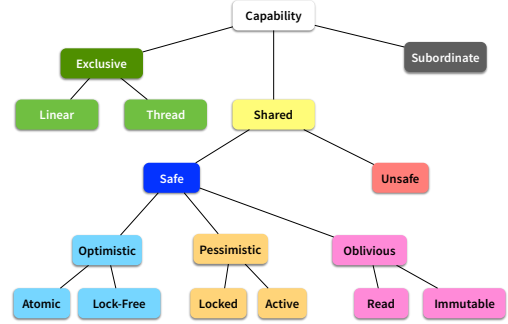 Capability
Exclusive
Subordinate
Linear
Thread
Shared
Safe
Unsafe
Optimistic
Pessimistic
Oblivious
Atomic
Lock-Free
Locked
Active
Read
Immutable